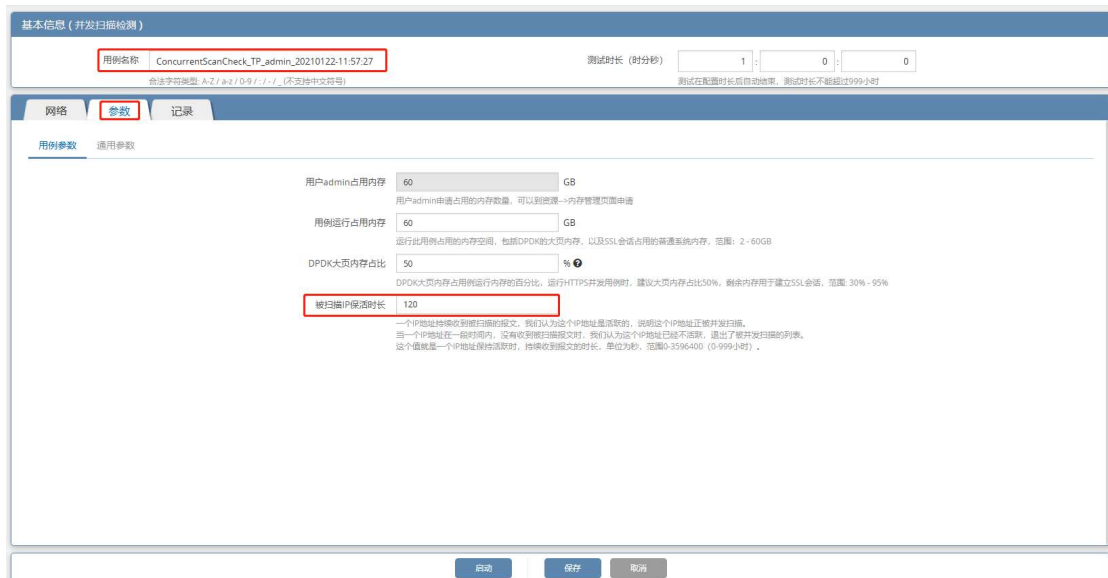 基本信息 ( 并发扫描检测 )
用例名称 ConcurrentScanCheck_TP_admin_20210122-11:57:27 测试时长（时分秒） 1 : 0 : 0
合法字符类型: A-Z / a-z / 0-9 / : / - / _ (不支持中文符号) 测试在配置时长后自动结束，测试时长不能超过999小时
网络 参数 记录
用例参数 通用参数
用户admin占用内存 60 GB
用户admin申请占用的内存数量，可以到资源-->内存管理页面申请
用例运行占用内存 60 GB
运行此用例占用的内存空间，包括DPDK的大页内存，以及SSL会话占用的普通系统内存，范围：2 - 60GB
DPDK大页内存占比 50 % ?
DPDK大页内存占用例运行内存的百分比，运行HTTPS并发用例时，建议大页内存占比50%，剩余内存用于建立SSL会话，范围: 30% - 95%
被扫描IP保活时长 120
一个IP地址持续收到被扫描的报文，我们认为这个IP地址是活跃的，说明这个IP地址正被并发扫描。
当一个IP地址在一段时间内，没有收到被扫描报文时，我们认为这个IP地址已经不活跃，退出了被并发扫描的列表。
这个值就是一个IP地址保持活跃时，持续收到报文的时长，单位为秒，范围0-3596400（0-999小时）。
启动 保存 取消